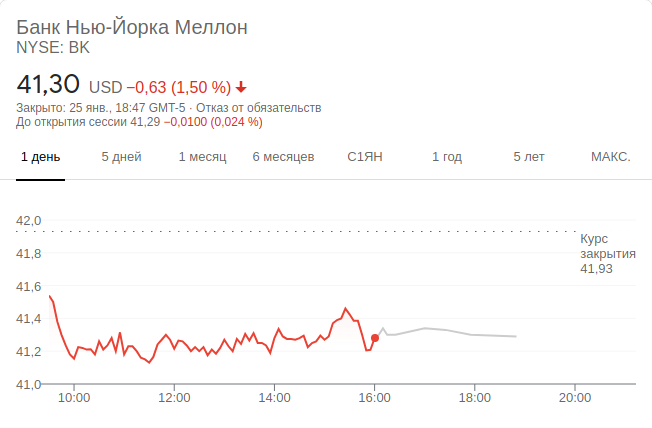 Банк Нью-Йорка Меллон
NYSE: BK
41,30 USD −0,63 (1,50 %)
Закрыто: 25 янв., 18:47 GMT-5 · Отказ от обязательств
До открытия сессии 41,29 −0,0100 (0,024 %)
1 день 5 дней 1 месяц 6 месяцев С1ЯН 1 год 5 лет МАКС.
42,0
Курс
41,8
закрытия
41,93
41,6
41,4
41,2
41,0
10:00 12:00 14:00 16:00 18:00 20:00